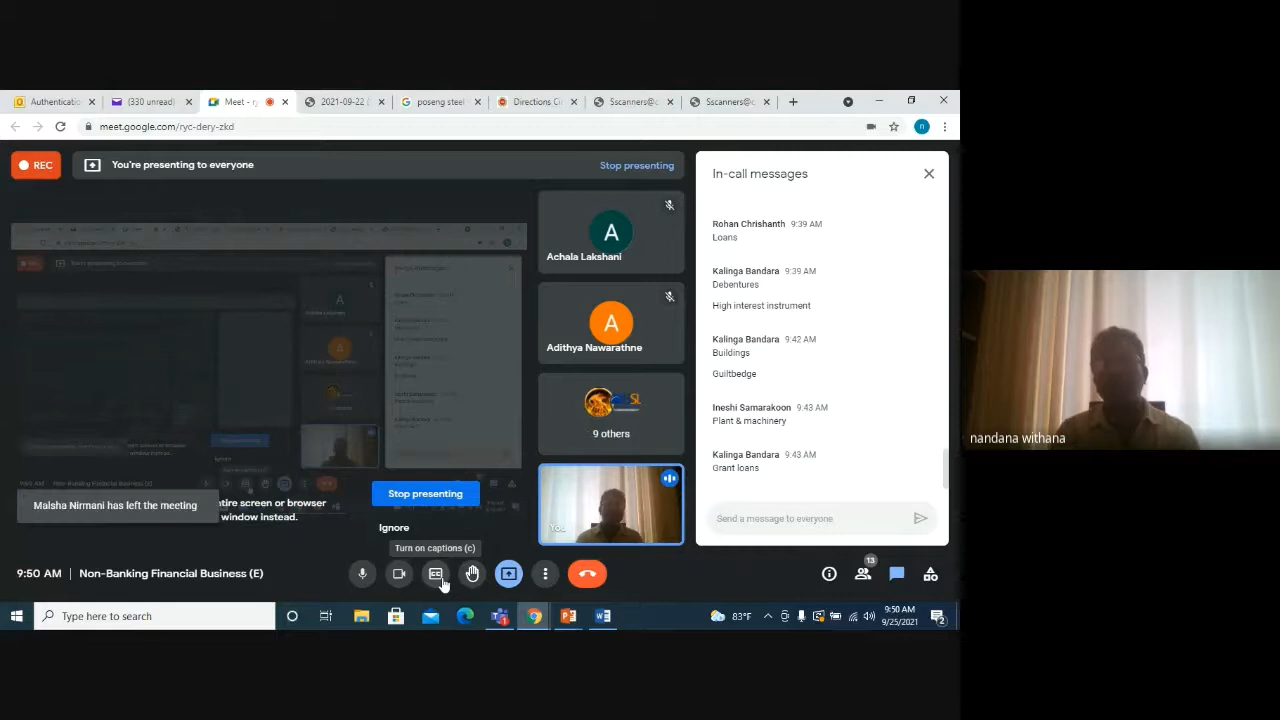 Authenticatio
(330 unread)
Meet - ry
2021-09-22
poseng steel
Directions Ci
Sscanners@c
Sscanners@c
meet.google.com/ryc-dery-zkd
n
REC
You're presenting to everyone
Stop presenting
In-call messages
A
Achala Lakshani
A
Adithya Nawarathne
9 others
You
Rohan Chrishanth 9:39 AM
Loans
Kalinga Bandara 9:39 AM
Debentures
High interest instrument
Kalinga Bandara 9:42 AM
Buildings
Guiltbedge
Ineshi Samarakoon 9:43 AM
Plant & machinery
Kalinga Bandara 9:43 AM
Grant loans
Send a message to everyone
Malsha Nirmani has left the meeting
ntire screen or browser
window instead.
Stop presenting
Ignore
Turn on captions (c)
9:50 AM | Non-Banking Financial Business (E)
13
Type here to search
83°F
9:50 AM
9/25/2021
2
nandana withana